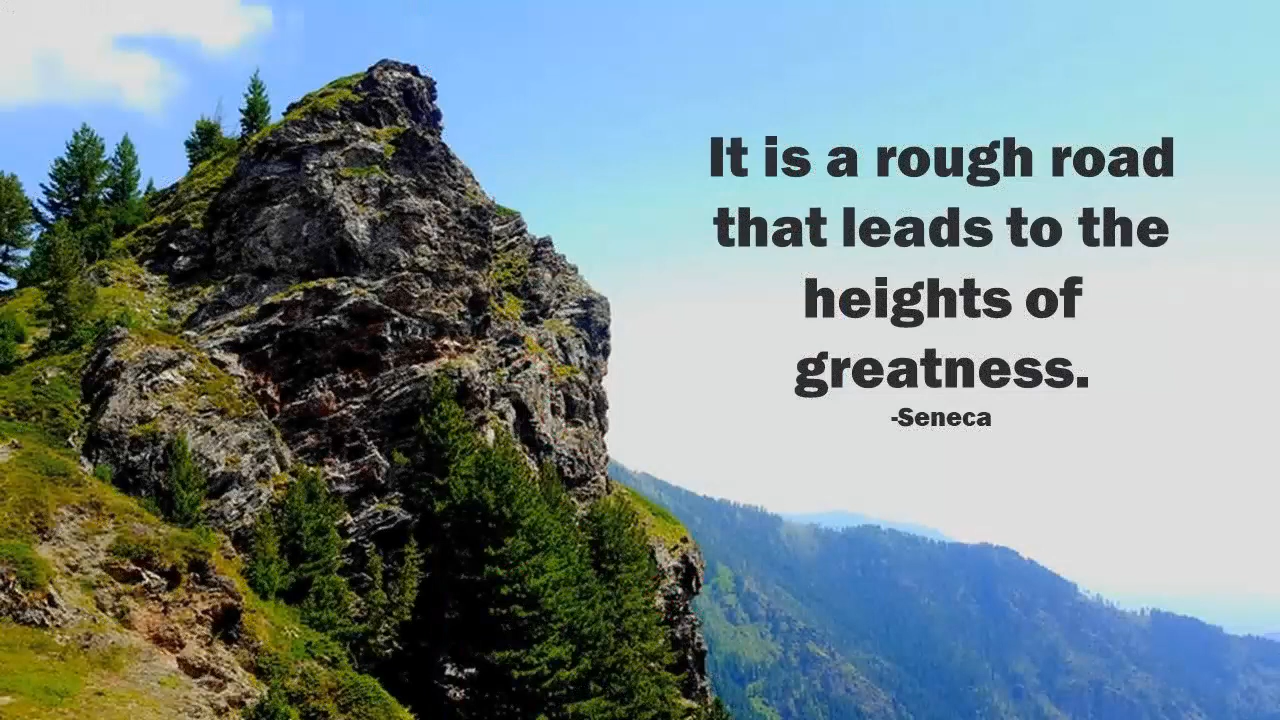 It is a rough road
that leads to the
heights of
greatness.
-Seneca